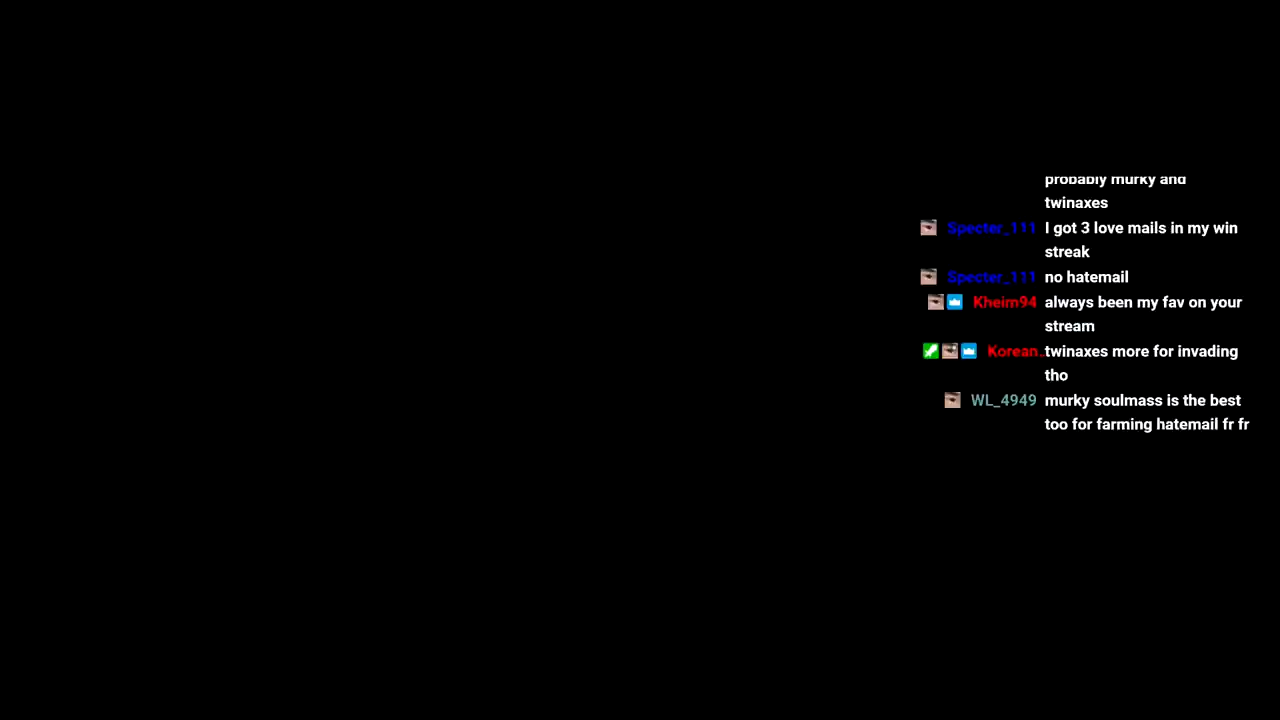 probably murky and
twinaxes
Specter_111 I got 3 love mails in my win
streak
Specter_111 no hatemail
Kheim94 always been my fav on your
stream
Korean.. twinaxes more for invading
tho
WL_4949 murky soulmass is the best
too for farming hatemail fr fr